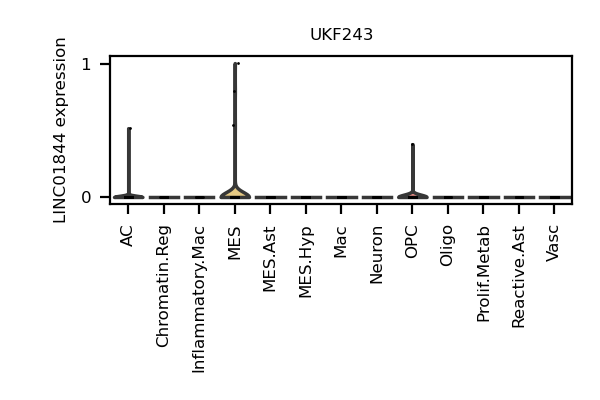 UKF243
LINC01844 expression
1
0
AC
Chromatin.Reg
Inflammatory.Mac
MES
MES.Ast
MES.Hyp
Mac
Neuron
OPC
Oligo
Prolif.Metab
Reactive.Ast
Vasc